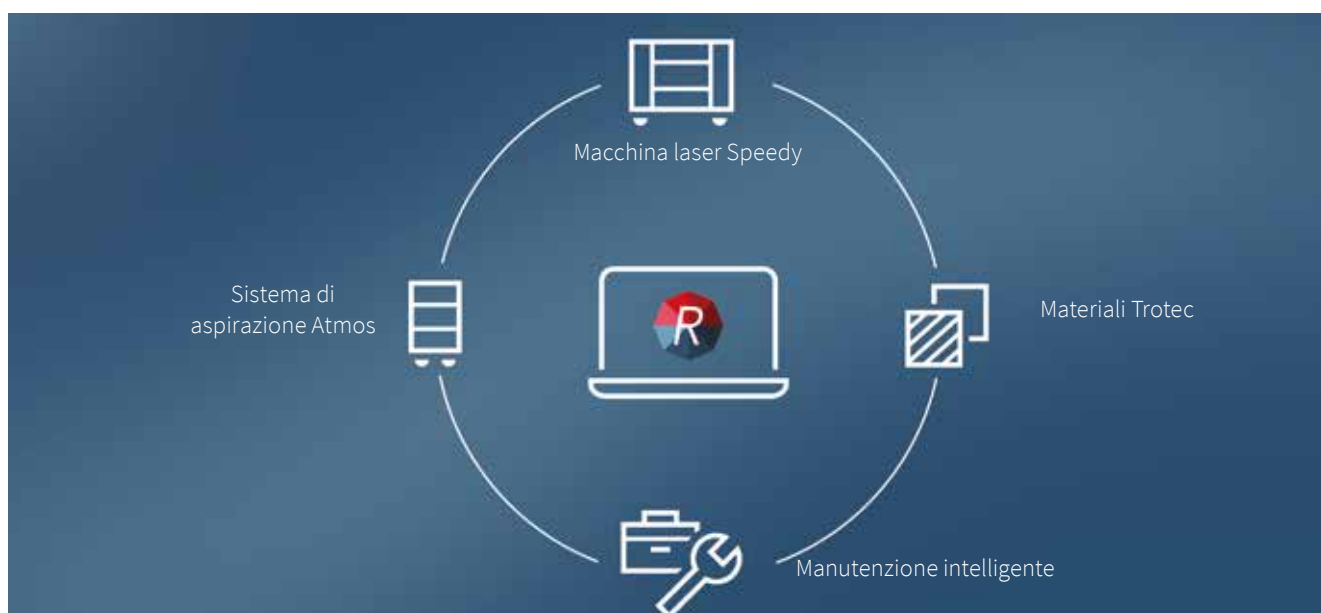 Macchina laser Speedy
Sistema di
aspirazione Atmos
R
Materiali Trotec
Manutenzione intelligente